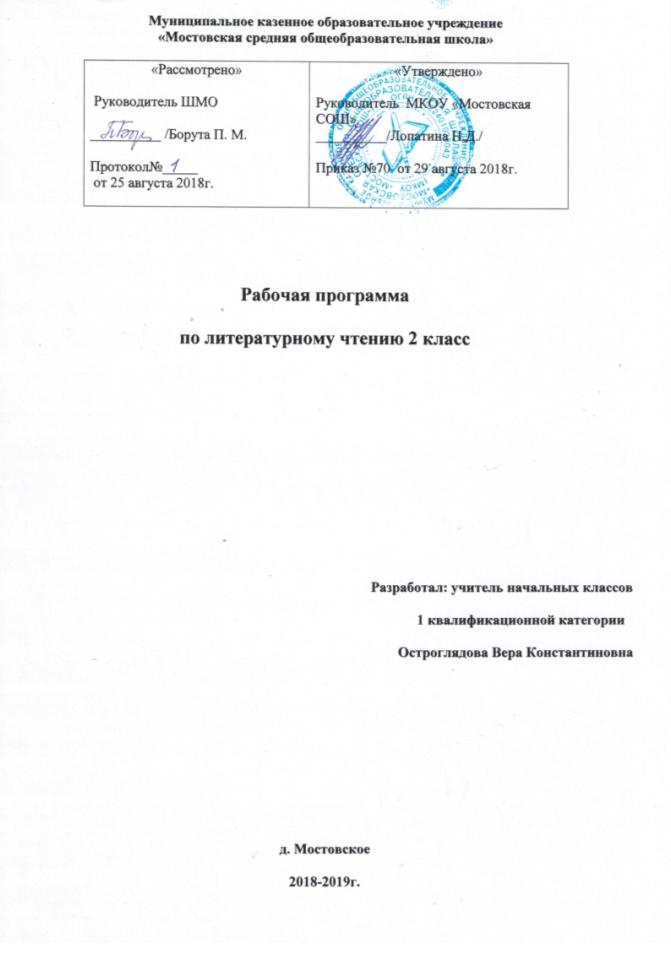 Муниципальное казенное образовательное учреждение
«Мостовская средняя общеобразовательная школа»
«Рассмотрено»
Руководитель ШМО
/Борута П. М.
Протокол№ 1
от 25 августа 2018г.
«Утверждено»
Руководитель МКОУ «Мостовская
СОШ»
/Лопатина Н.Д./
Приказ №70 от 29 августа 2018г.
Рабочая программа
по литературному чтению 2 класс
Разработал: учитель начальных классов
1 квалификационной категории
Остроглядова Вера Константиновна
д. Мостовское
2018-2019г.